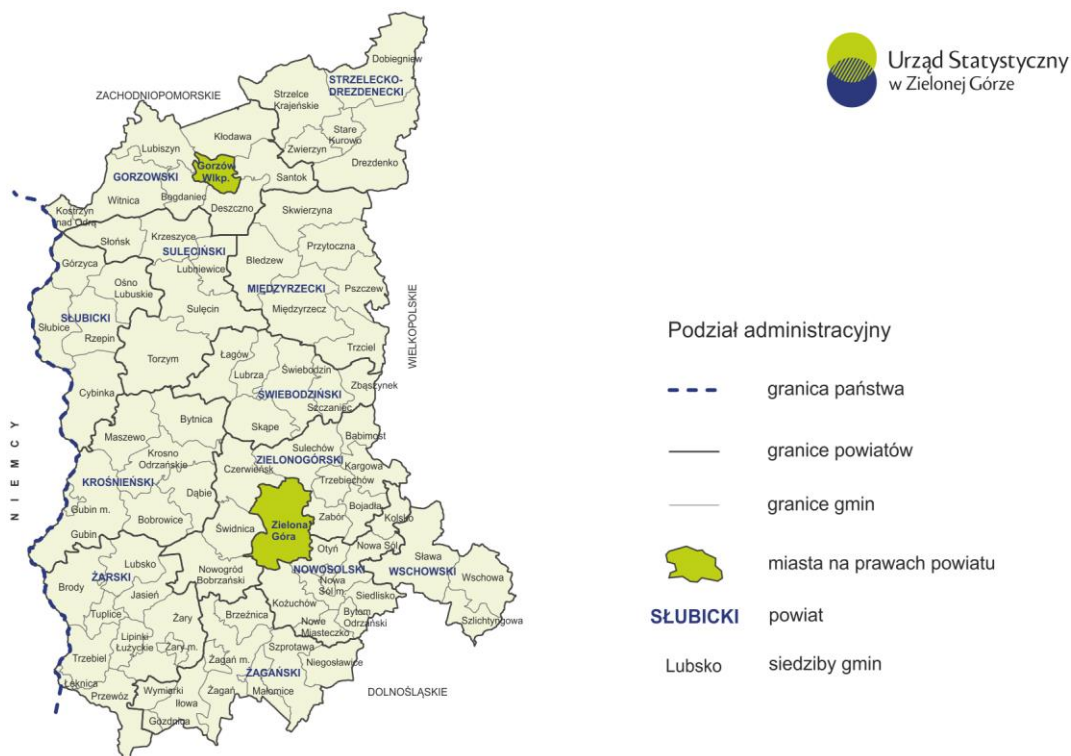 Urząd Statystyczny
w Zielonej Górze
ZACHODNIOPOMORSKIE
Dobiegniew
STRZELECKO-
DREZDENECKI
Strzelce
Krajeńskie
Stare
Kurowo
Zwierzyn
Drezdenko
Kłodawa
Lubiszyn
Gorzów
Wlkp.
GORZOWSKI
Santok
Witnica
Bogdaniec
Deszczno
Kostrzyn
nad Odrą
Skwierzyna
Słońsk
Krzeszyce
SULĘCIŃSKI
Przytoczna
Górzyca
Lubniewice
Bledzew
Ośno
Lubuskie
MIĘDZYRZECKI
Pszczew
SŁUBICKI
Sulęcin
Międzyrzecz
Słubice
Rzepin
Trzciel
WIELKOPOLSKIE
Torzym
Łagów
Lubrza
Świebodzin
Zbąszynek
Cybinka
ŚWIEBODZIŃSKI
Szczaniec
Skąpe
Bytnica
Maszewo
Babimost
Krosno
Odrzańskie
Sulechów
ZIELONOGÓRSKI
Czerwieńsk
Kargowa
KROŚNIEŃSKI
Trzebiechów
Dąbie
NIEMCY
Gubin m.
Bobrowice
Gubin
Świdnica
Zielona
Góra
Zabór
Bojadła
Kolsko
Otyń
Nowa Sól
Sława
Lubsko
ŻARSKI
Nowogród
Bobrzański
NOWOSOLSKI
WSCHOWSKI
Wschowa
Brody
Nowa
Sól m.
Siedlisko
Jasień
Kożuchów
Tuplice
Żary
Brzeźnica
Bytom
Odrzański
Nowe
Miasteczko
Szlichtyngowa
Lipinki
Łużyckie
Żary m.
Szprotawa
Trzebiel
Żagań m.
Niegosławice
ŻAGAŃSKI
Łęknica
Przewóz
Wymiarki
Żagań
Małomice
Iłowa
Gozdnica
DOLNOŚLĄSKIE
Podział administracyjny
granica państwa
granice powiatów
granice gmin
miasta na prawach powiatu
SŁUBICKI powiat
Lubsko siedziby gmin